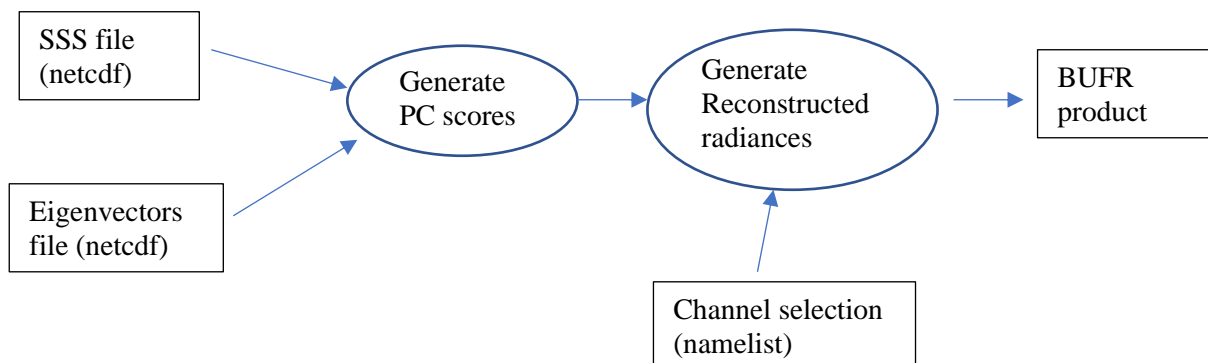 SSS file
(netcdf)
Generate
PC scores
Generate
Reconstructed
radiances
BUFR
product
Eigenvectors
file (netcdf)
Channel selection
(namelist)